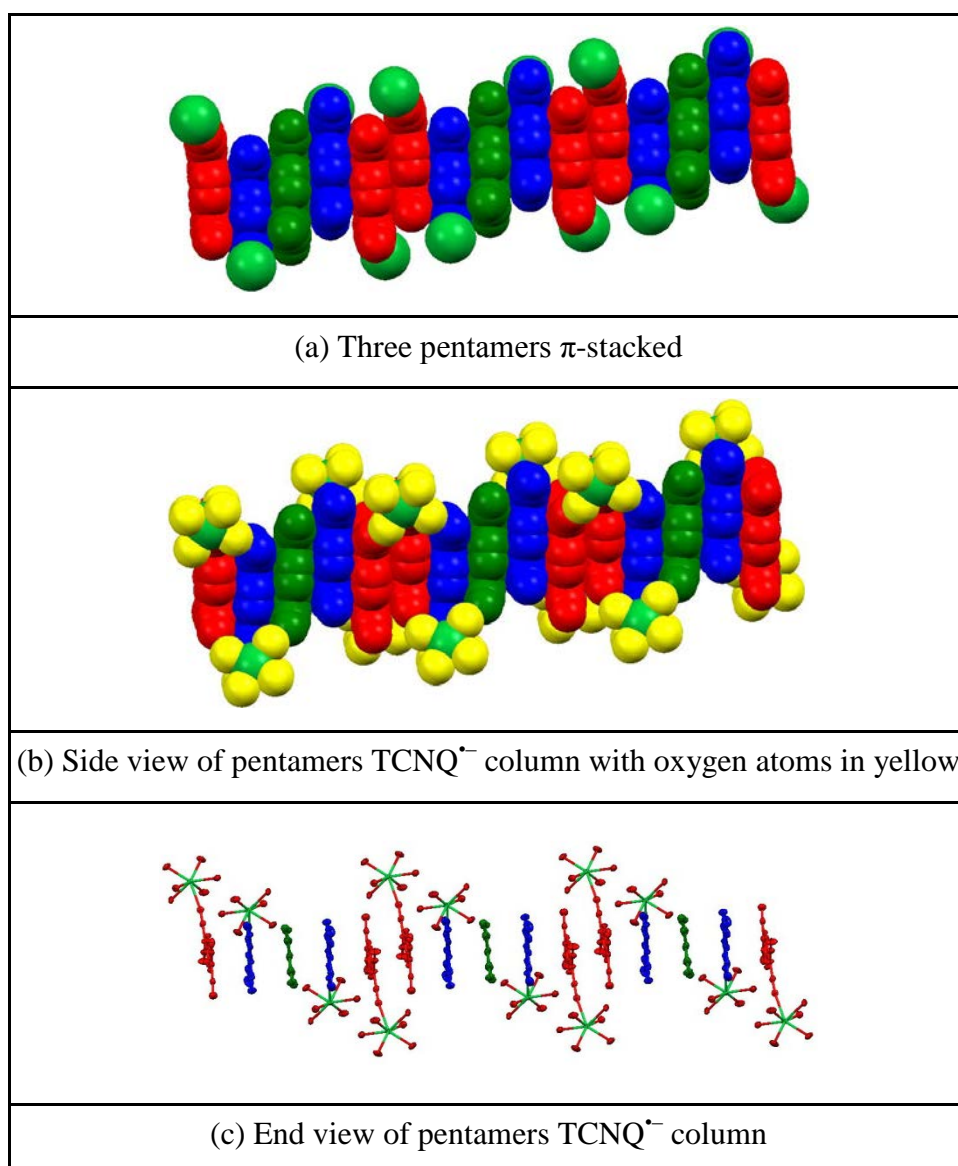 (a) Three pentamers π-stacked
(b) Side view of pentamers TCNQ•− column with oxygen atoms in yellow
(c) End view of pentamers TCNQ•− column